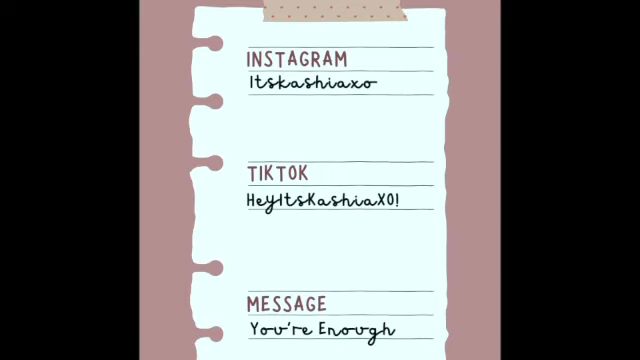 INSTAGRAM
Itskashiaxo
TIKTOK
HeyItsKashiaXO!
MESSAGE
You're Enough